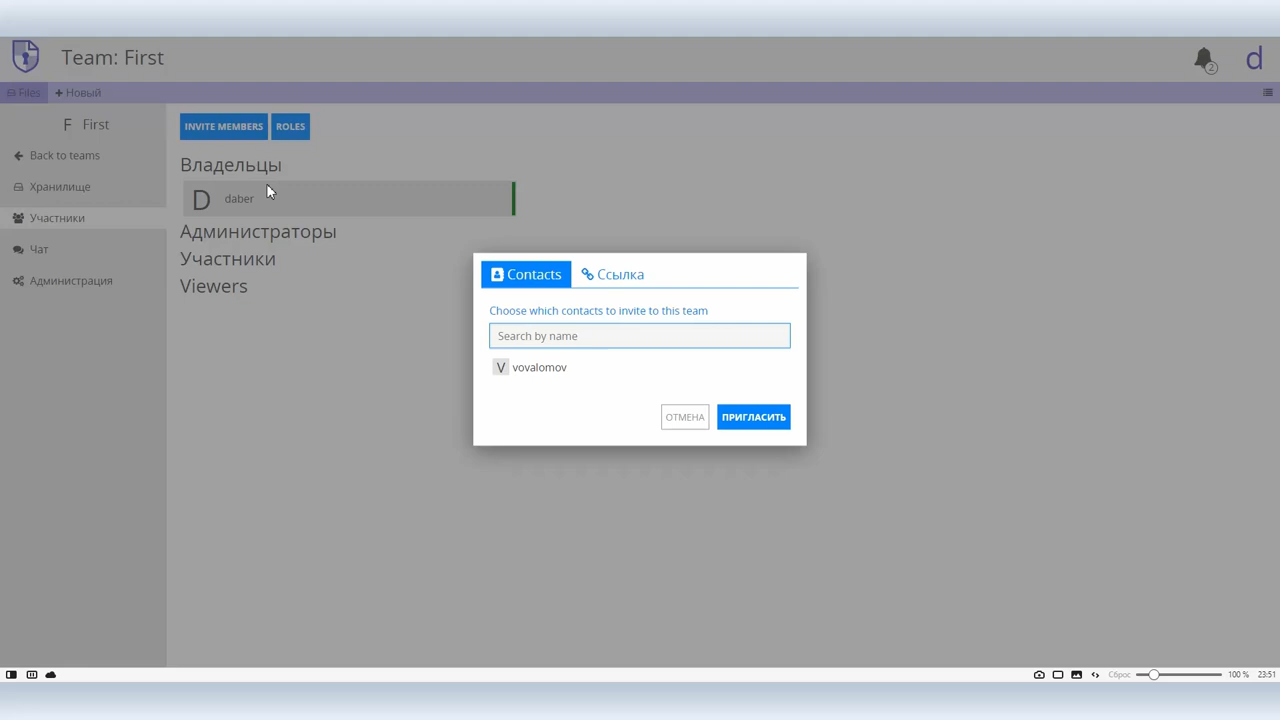 Team: First
2
d
Files
+ Новый
F First
Back to teams
Хранилище
Участники
Чат
Администрация
INVITE MEMBERS
ROLES
Владельцы
D daber
Администраторы
Участники
Viewers
Contacts
Ссылка
Choose which contacts to invite to this team
Search by name
V vovalomov
ОТМЕНА
ПРИГЛАСИТЬ
Сброс
100 %
23:51